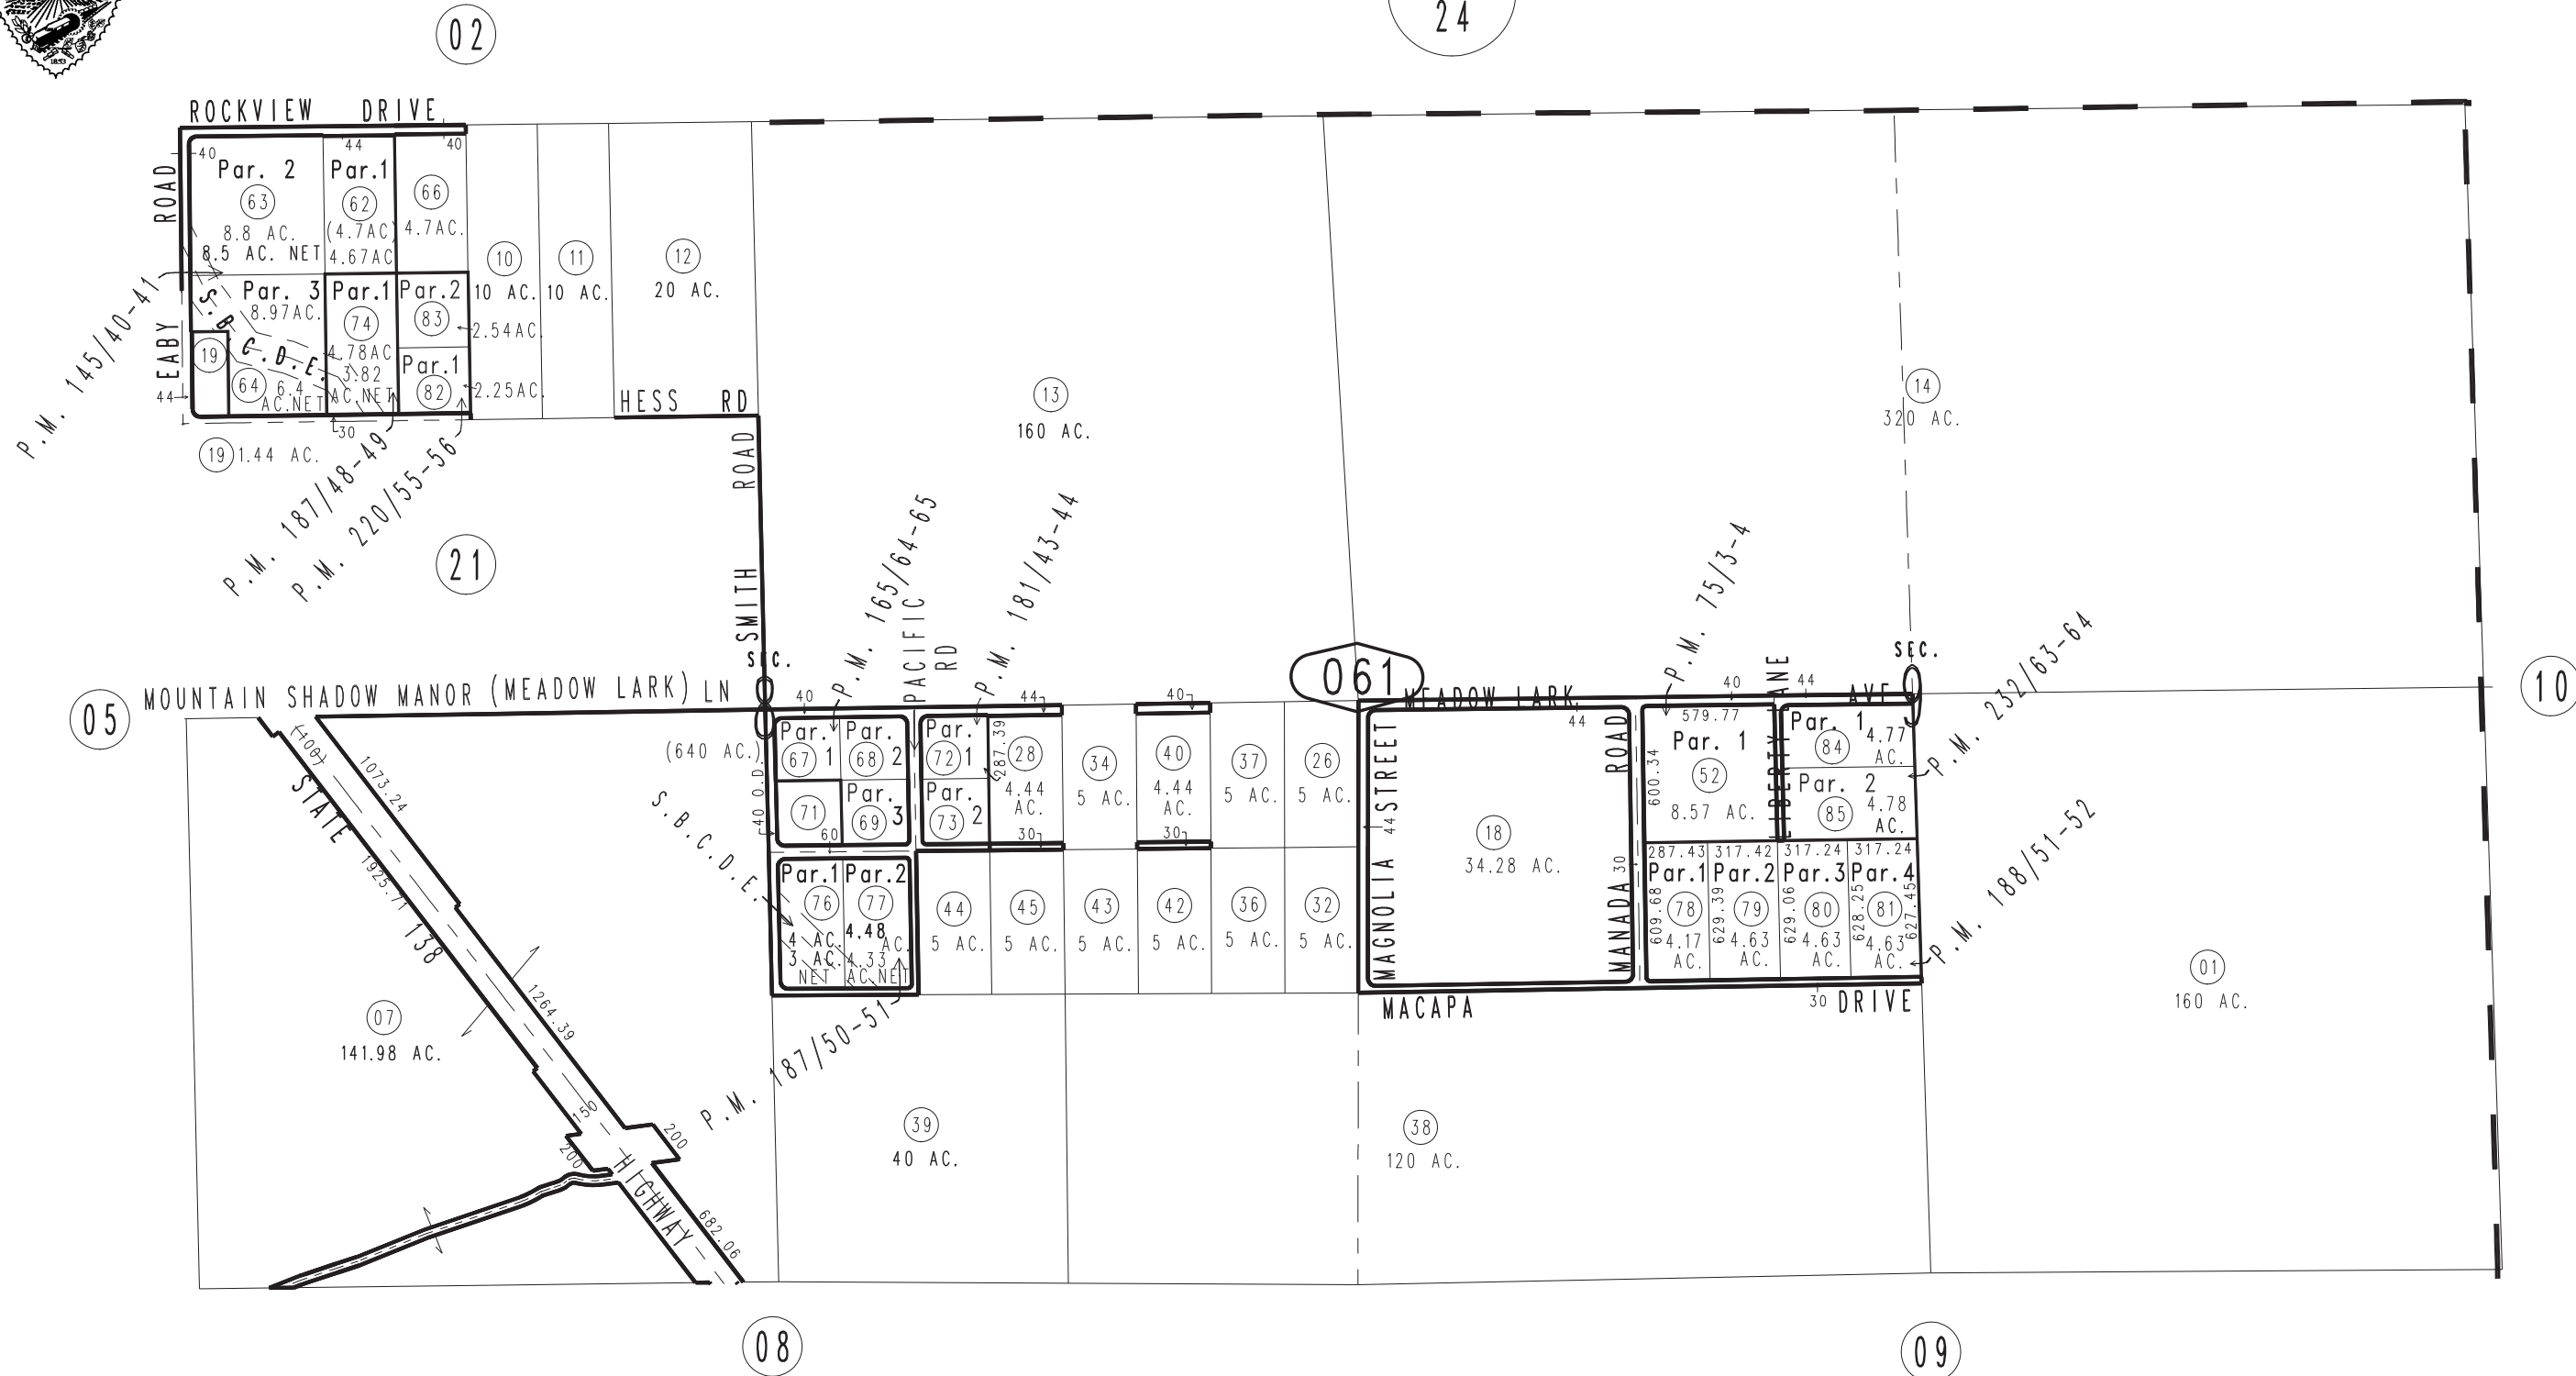 1853
02
24
ROCKVIEW DRIVE
ROAD
EABY
40
44
40
Par. 2
63
8.8 AC.
8.5 AC. NET
Par.1
62
(4.7AC)
4.67AC
66
4.7AC.
10
10 AC.
11
10 AC.
12
20 AC.
Par. 3
8.97AC.
Par.1
74
4.78AC
3.82
AC.NET
Par.2
83
2.54AC.
Par.1
82
2.25AC.
S.B.C.D.E.
19
64
6.4
AC.NET
44
30
19 1.44 AC.
P.M. 145/40-41
P.M. 187/48-49
P.M. 220/55-56
HESS RD
SMITH ROAD
13
160 AC.
14
320 AC.
21
P.M. 165/64-65
PACIFIC
RD
P.M. 181/43-44
P.M. 75/3-4
P.M. 232/63-64
SEC.
SEC.
061
05
10
MOUNTAIN SHADOW MANOR (MEADOW LARK) LN
MEADOW LARK AVE
40
44
40
44
40
44
(640 AC.)
40 O.D.
Par.
67 1
Par.
68 2
71
Par.
69 3
60
Par.
72 1
287.39
Par.
73 2
28
4.44
AC.
30
34
5 AC.
40
4.44
AC.
30
37
5 AC.
26
5 AC.
MAGNOLIA STREET
44
18
34.28 AC.
MANADA ROAD
30
579.77
600.34
Par. 1
52
8.57 AC.
LIBERTY LANE
Par. 1
84
4.77
AC.
Par. 2
85
4.78
AC.
S.B.C.D.E.
Par.1
76
4 AC.
3 AC.
NET
Par.2
77
4.48
AC.
4.33
AC.NET
44
5 AC.
45
5 AC.
43
5 AC.
42
5 AC.
36
5 AC.
32
5 AC.
287.43
Par.1
609.68
78
4.17
AC.
317.42
Par.2
629.39
79
4.63
AC.
317.24
Par.3
629.06
80
4.63
AC.
317.24
Par.4
628.25
81
627.45
4.63
AC.
P.M. 188/51-52
MACAPA DRIVE
30
P.M. 187/50-51
01
160 AC.
STATE HIGHWAY
138
(400)
1073.24
1925.71
1264.39
150
200
200
682.06
07
141.98 AC.
39
40 AC.
38
120 AC.
08
09